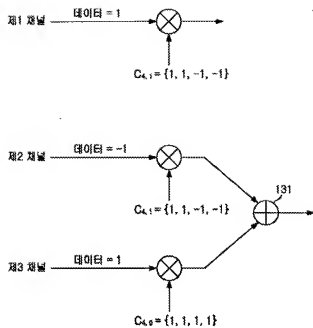 제1 채널 데이터 = 1
C4,1 = {1, 1, -1, -1}
제2 채널 데이터 = -1
131
C4,1 = {1, 1, -1, -1}
제3 채널 데이터 = 1
C4,0 = {1, 1, 1, 1}